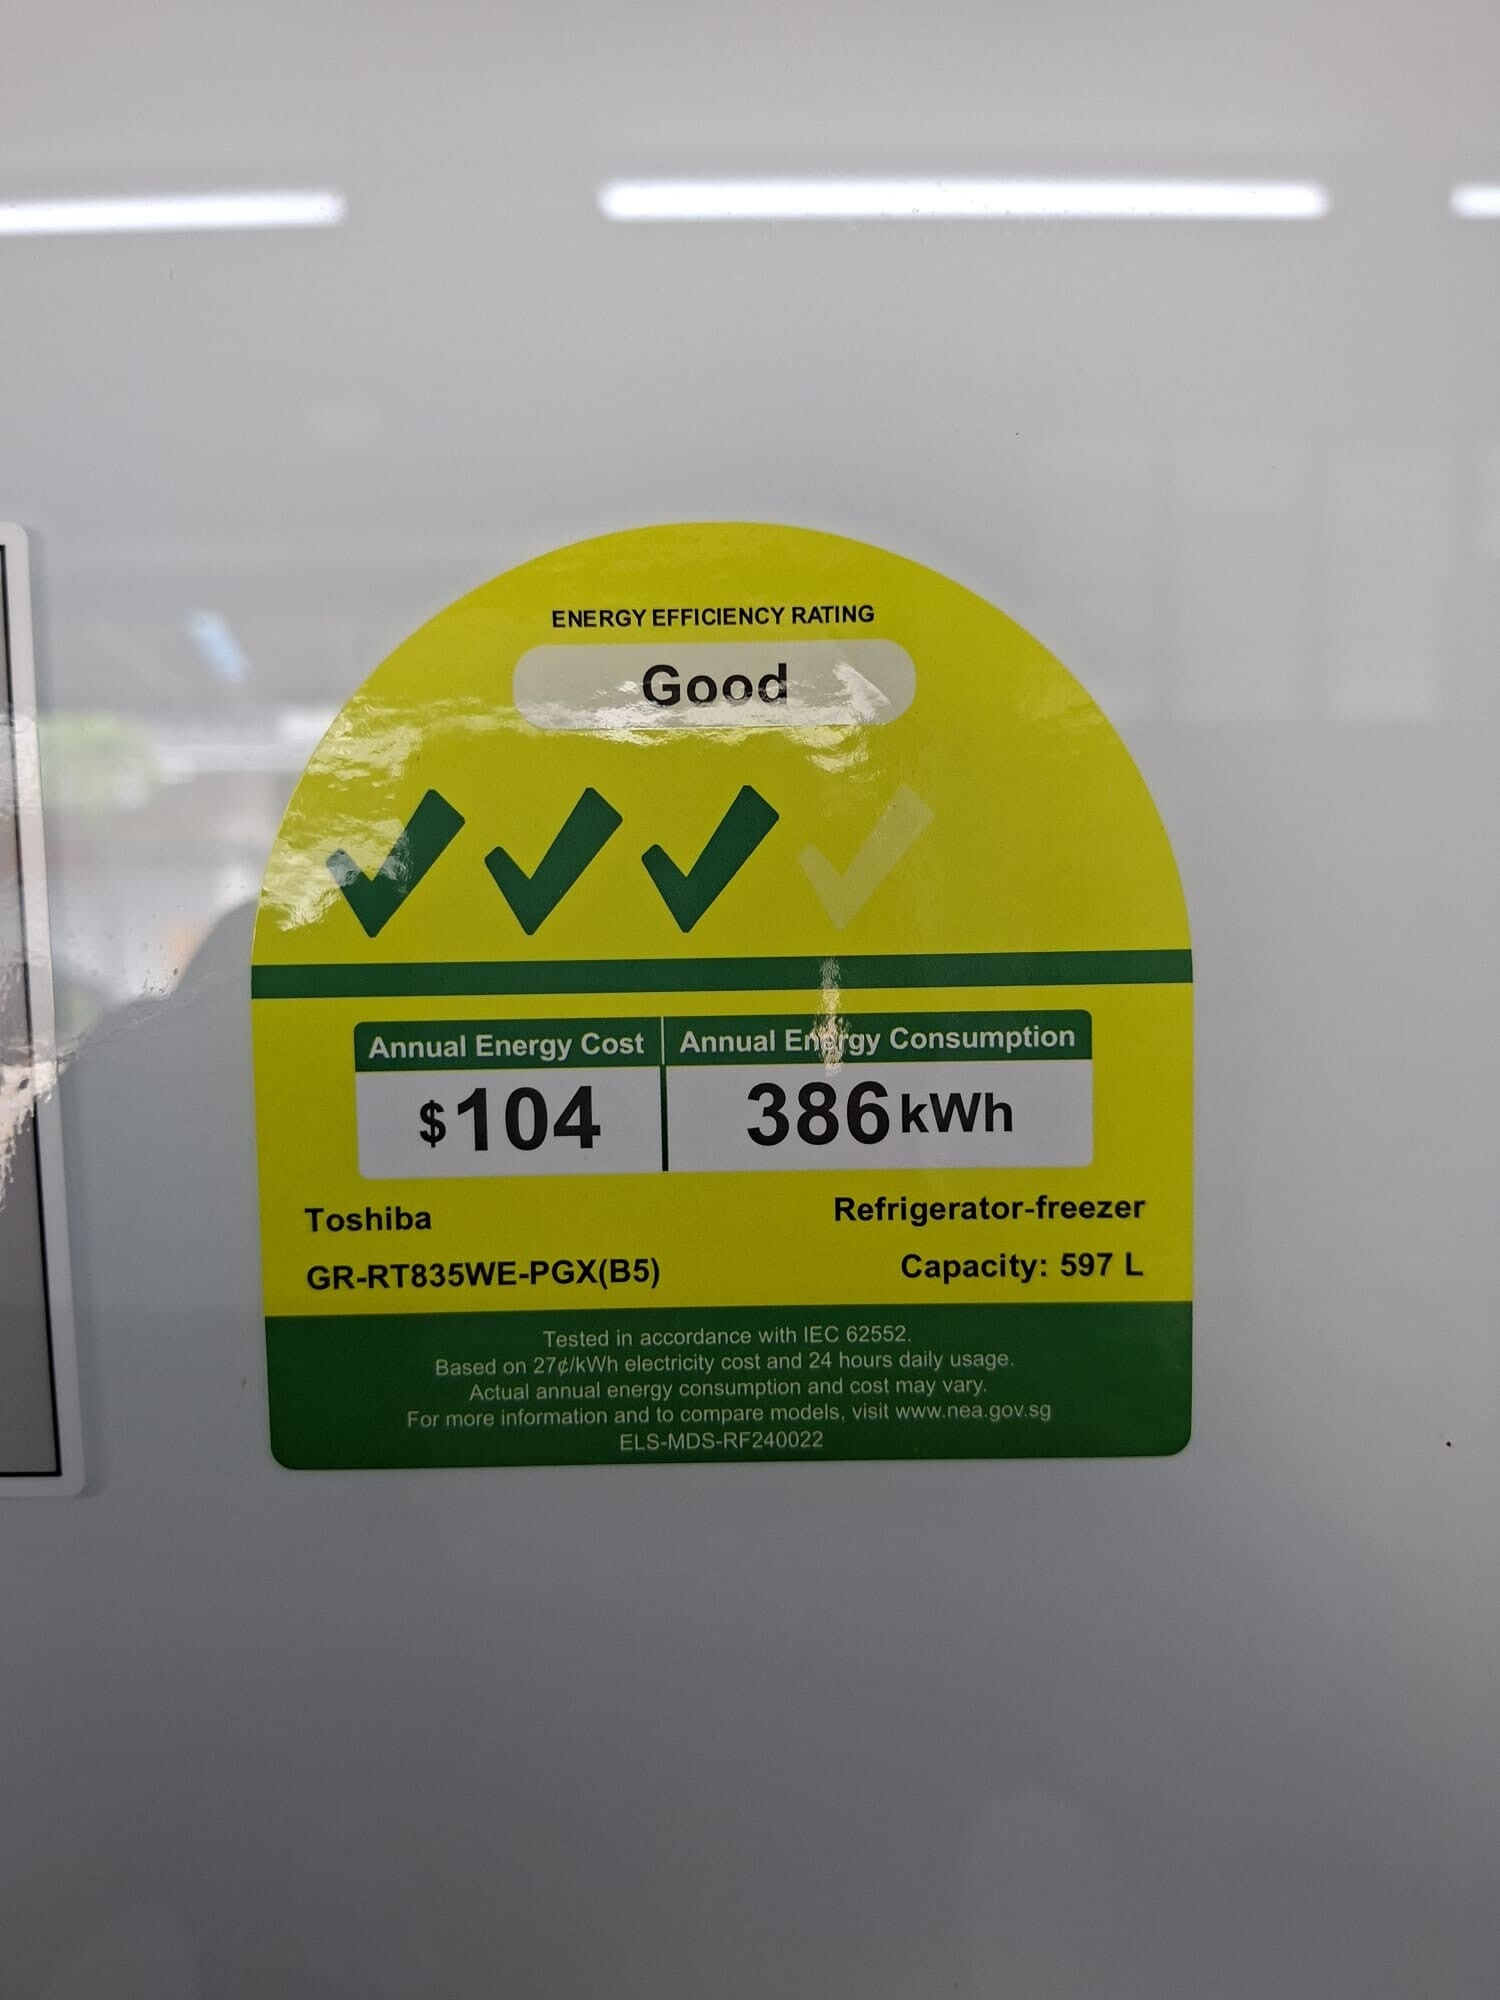 ENERGY EFFICIENCY RATING
Good
Annual Energy Cost
Annual Energy Consumption
$104
386kWh
Toshiba
Refrigerator-freezer
GR-RT835WE-PGX(B5)
Capacity: 597 L
Tested in accordance with IEC 62552.
Based on 27¢/kWh electricity cost and 24 hours daily usage.
Actual annual energy consumption and cost may vary.
For more information and to compare models, visit www.nea.gov.sg
ELS-MDS-RF240022